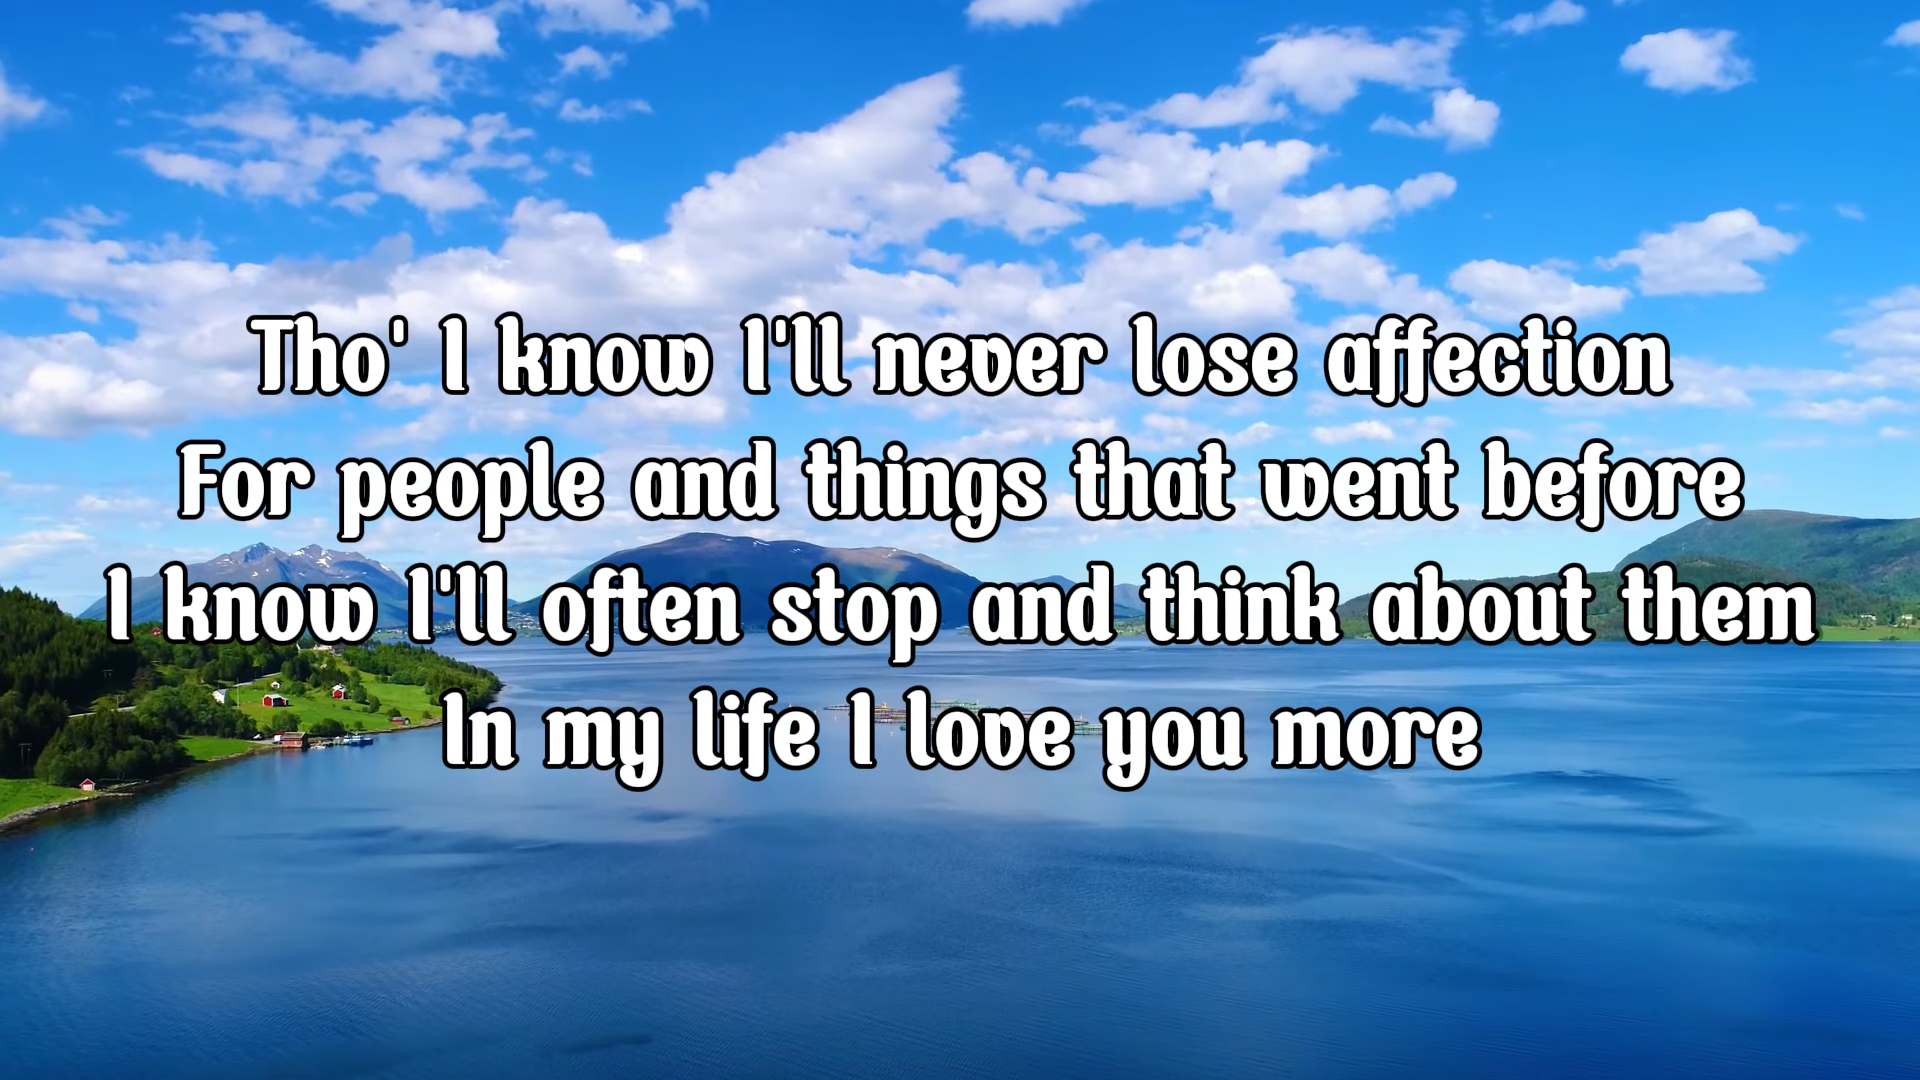 Tho' I know I'll never lose affection
For people and things that went before
I know I'll often stop and think about them
In my life I love you more